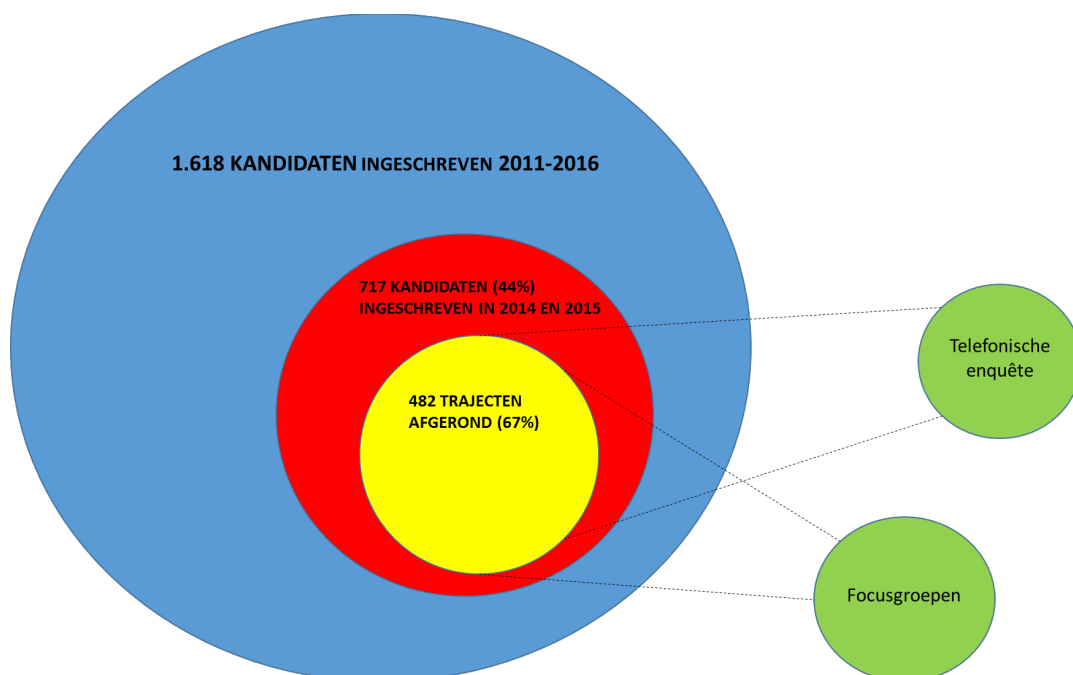 1.618 KANDIDATEN INGESCHREVEN 2011-2016
717 KANDIDATEN (44%)
INGESCHREVEN IN 2014 EN 2015
482 TRAJECTEN
AFGEROND (67%)
Telefonische
enquête
Focusgroepen